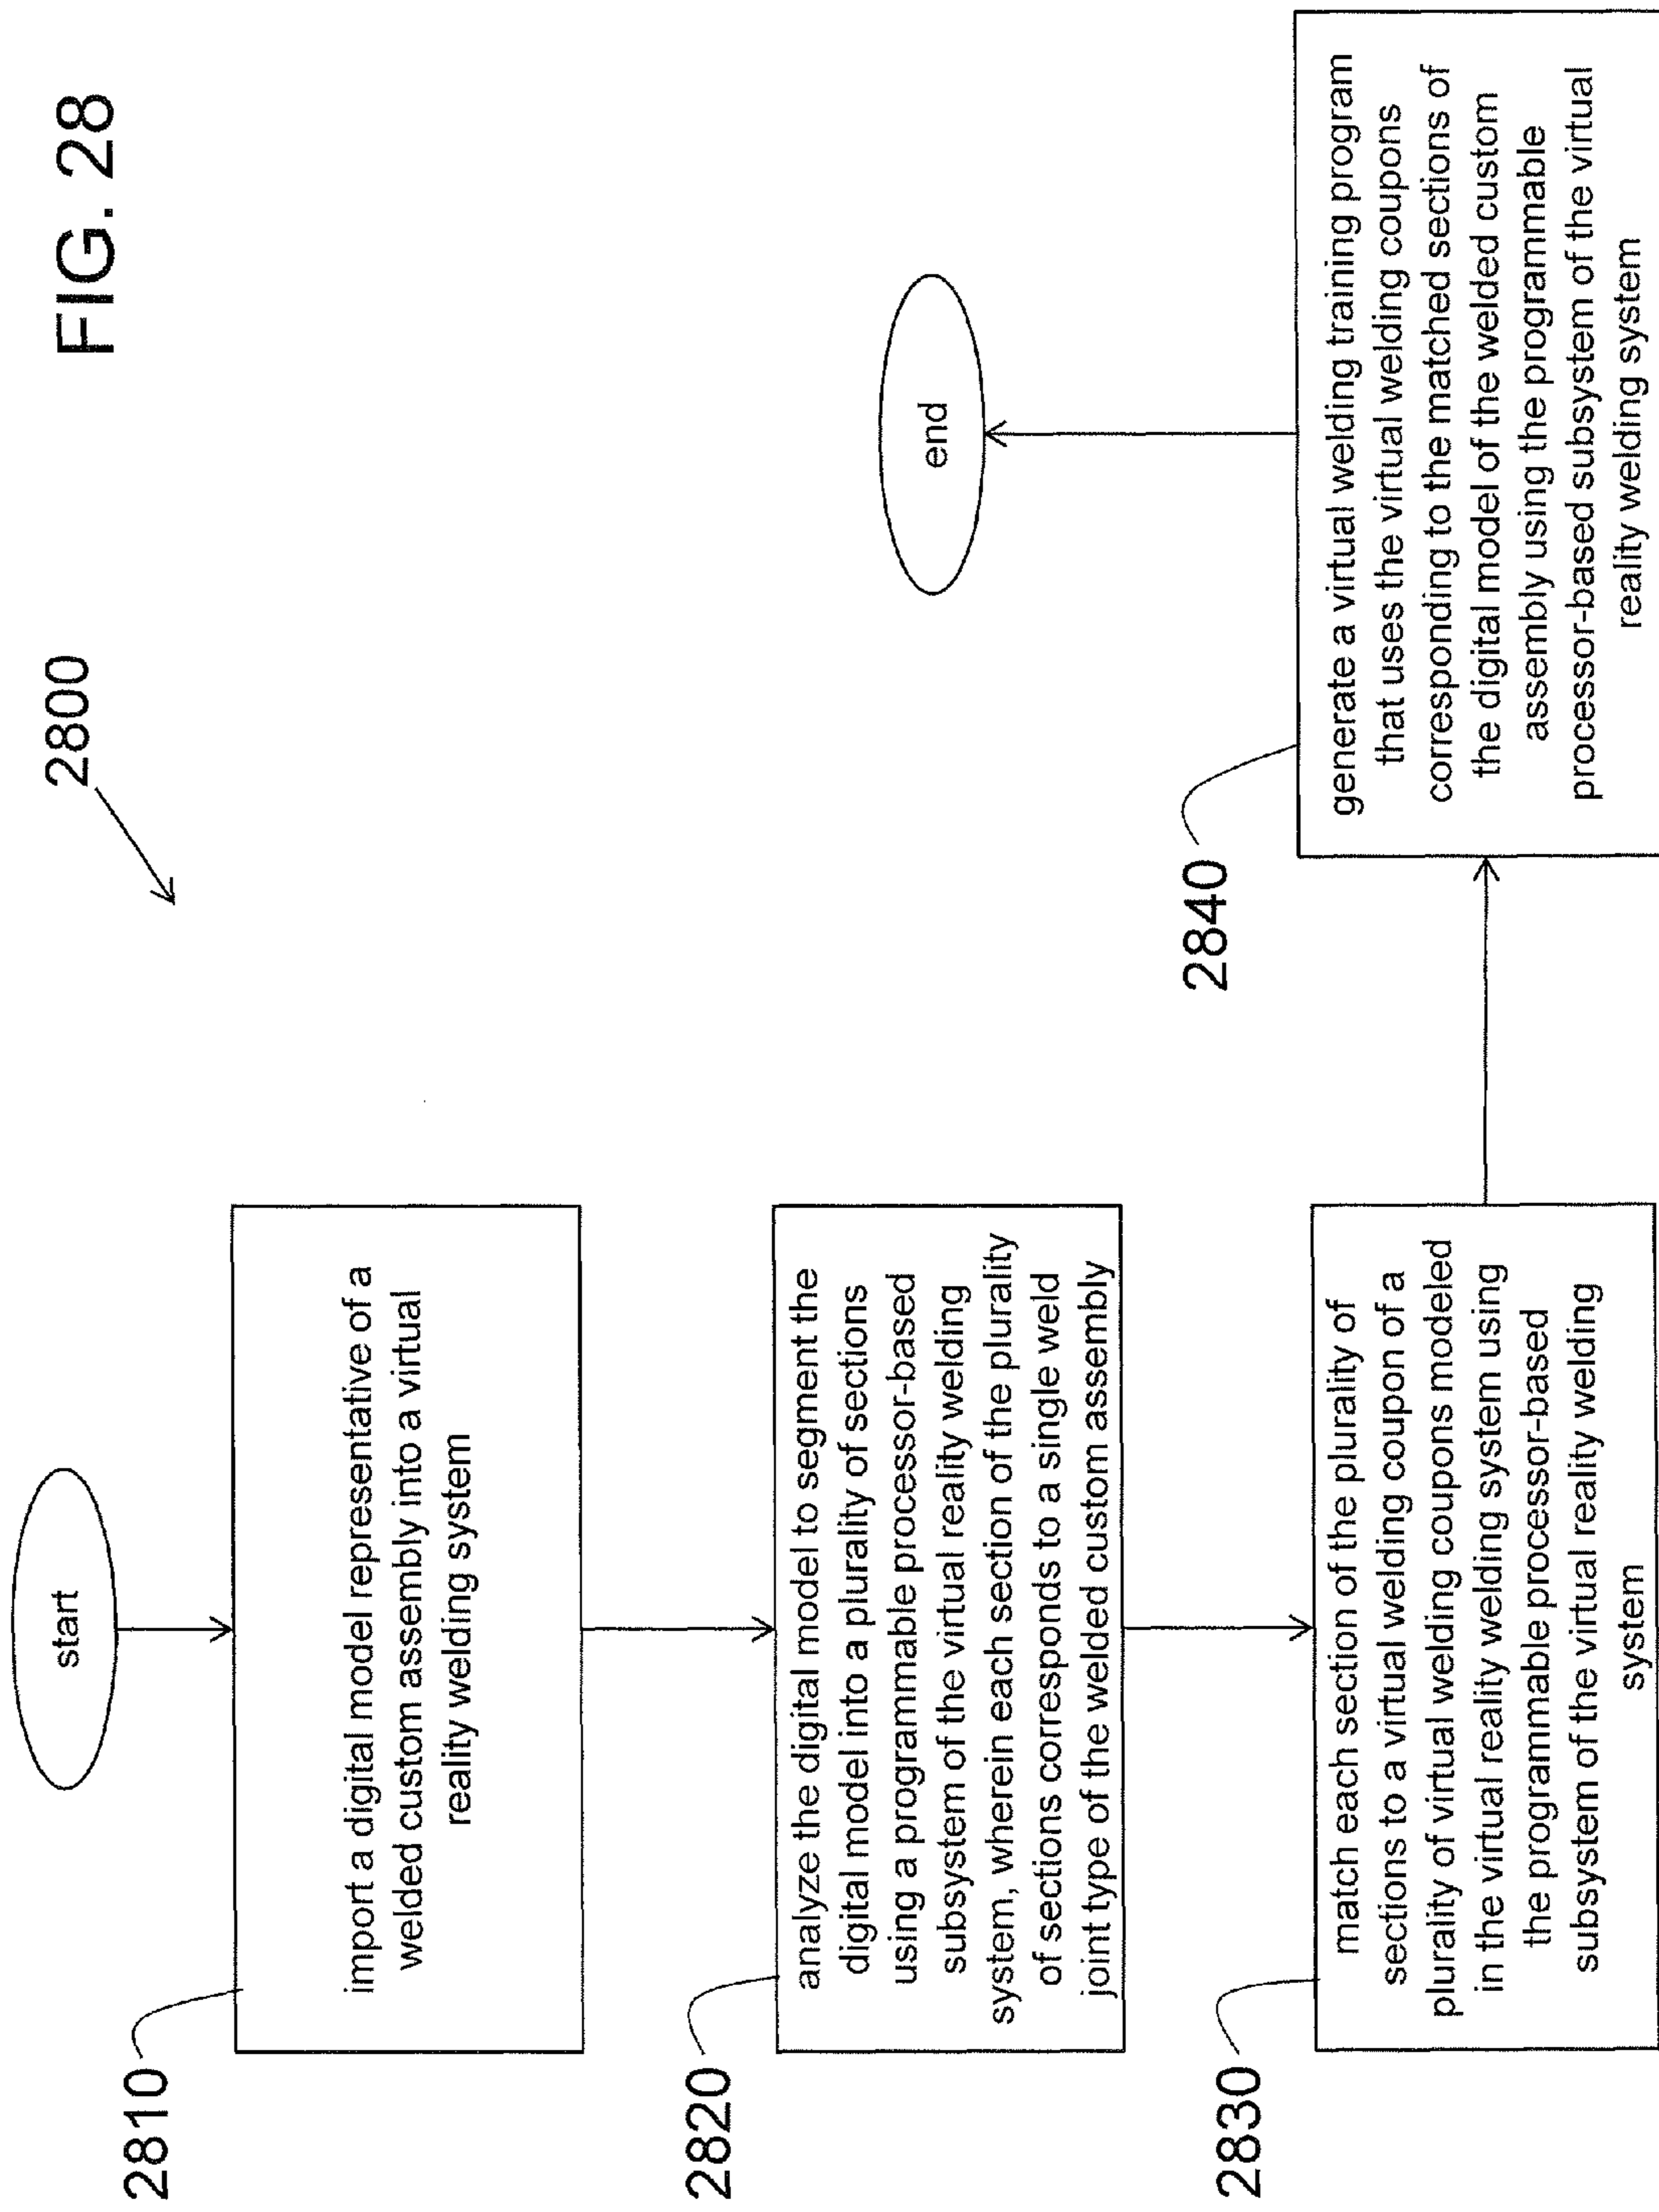 FIG. 28
2800
start
2810
import a digital model representative of a
welded custom assembly into a virtual
reality welding system
2820
analyze the digital model to segment the
digital model into a plurality of sections
using a programmable processor-based
subsystem of the virtual reality welding
system, wherein each section of the plurality
of sections corresponds to a single weld
joint type of the welded custom assembly
2830
match each section of the plurality of
sections to a virtual welding coupon of a
plurality of virtual welding coupons modeled
in the virtual reality welding system using
the programmable processor-based
subsystem of the virtual reality welding
system
2840
generate a virtual welding training program
that uses the virtual welding coupons
corresponding to the matched sections of
the digital model of the welded custom
assembly using the programmable
processor-based subsystem of the virtual
reality welding system
end